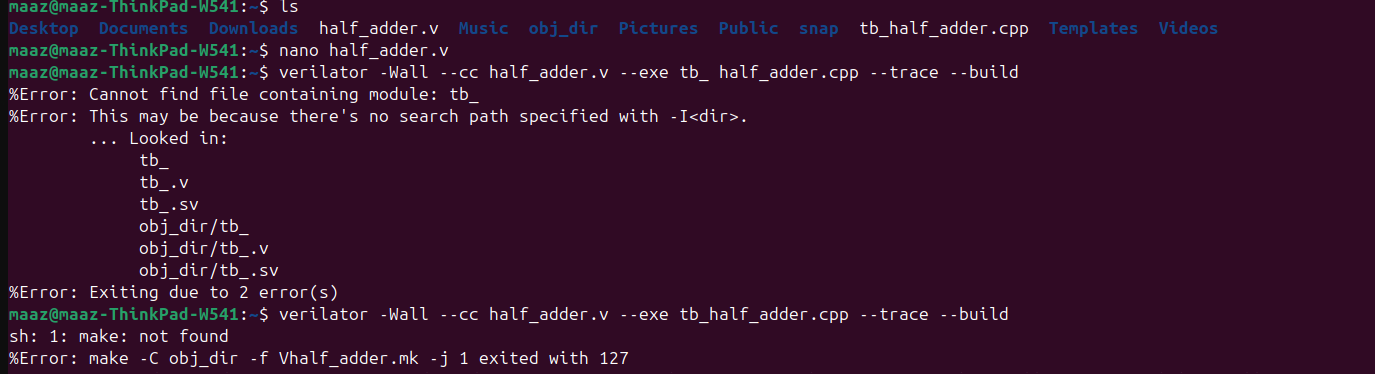 maaz@maaz-ThinkPad-W541:~$ ls
Desktop  Documents  Downloads  half_adder.v  Music  obj_dir  Pictures  Public  snap  tb_half_adder.cpp  Templates  Videos
maaz@maaz-ThinkPad-W541:~$ nano half_adder.v
maaz@maaz-ThinkPad-W541:~$ verilator -Wall --cc half_adder.v --exe tb_ half_adder.cpp --trace --build
%Error: Cannot find file containing module: tb_
%Error: This may be because there's no search path specified with -I<dir>.
        ... Looked in:
             tb_
             tb_.v
             tb_.sv
             obj_dir/tb_
             obj_dir/tb_.v
             obj_dir/tb_.sv
%Error: Exiting due to 2 error(s)
maaz@maaz-ThinkPad-W541:~$ verilator -Wall --cc half_adder.v --exe tb_half_adder.cpp --trace --build
sh: 1: make: not found
%Error: make -C obj_dir -f Vhalf_adder.mk -j 1 exited with 127